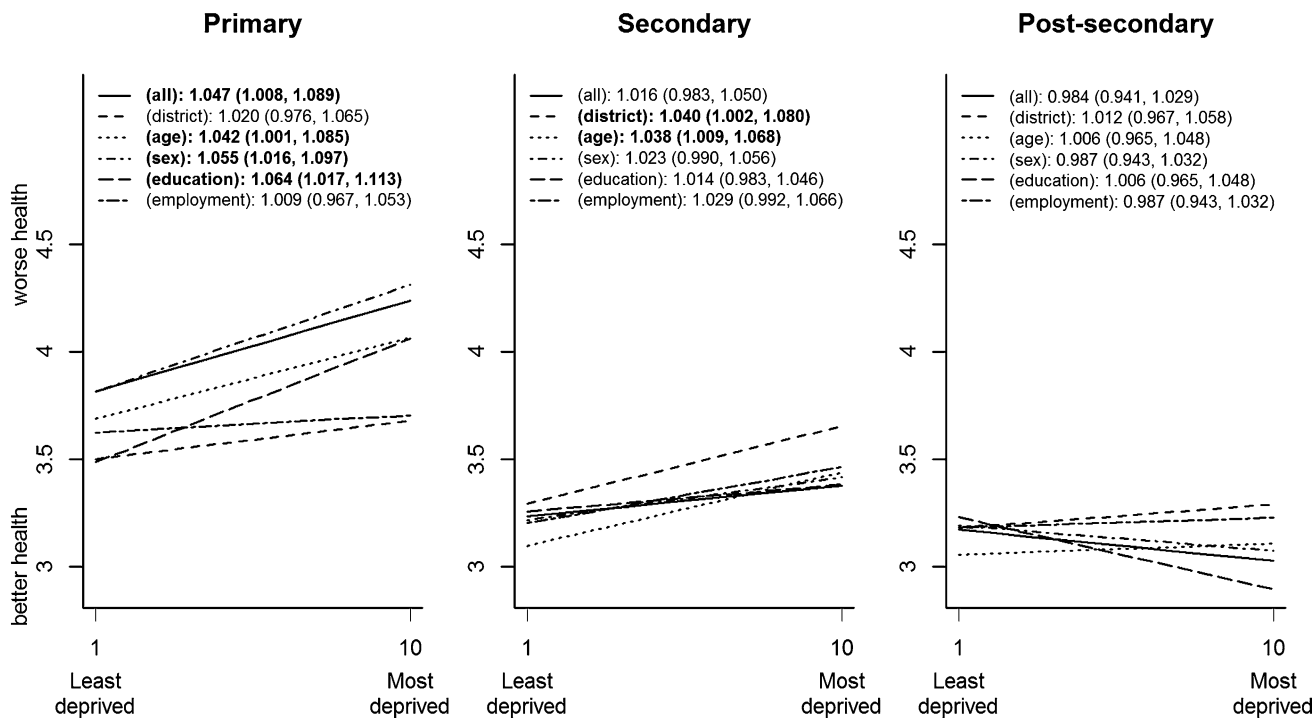 Primary
(all): 1.047 (1.008, 1.089)
(district): 1.020 (0.976, 1.065)
(age): 1.042 (1.001, 1.085)
(sex): 1.055 (1.016, 1.097)
(education): 1.064 (1.017, 1.113)
(employment): 1.009 (0.967, 1.053)
worse health
better health
4.5
4
3.5
3
1
10
Least
deprived
Most
deprived
Secondary
(all): 1.016 (0.983, 1.050)
(district): 1.040 (1.002, 1.080)
(age): 1.038 (1.009, 1.068)
(sex): 1.023 (0.990, 1.056)
(education): 1.014 (0.983, 1.046)
(employment): 1.029 (0.992, 1.066)
4.5
4
3.5
3
1
10
Least
deprived
Most
deprived
Post-secondary
(all): 0.984 (0.941, 1.029)
(district): 1.012 (0.967, 1.058)
(age): 1.006 (0.965, 1.048)
(sex): 0.987 (0.943, 1.032)
(education): 1.006 (0.965, 1.048)
(employment): 0.987 (0.943, 1.032)
4.5
4
3.5
3
1
10
Least
deprived
Most
deprived